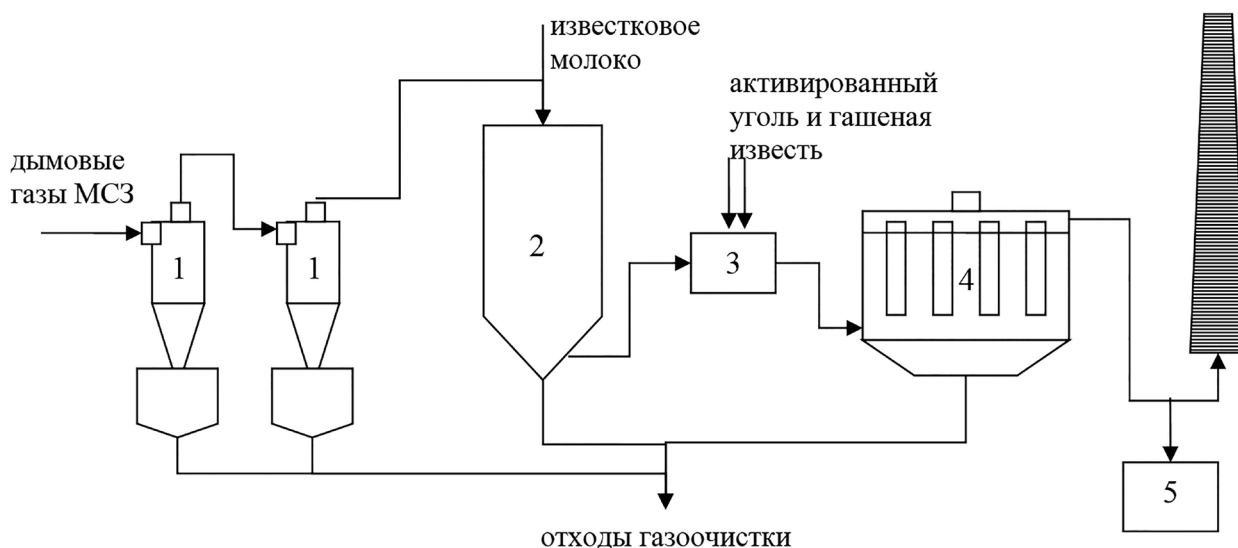 известковое
молоко
активированный
уголь и гашеная
известь
дымовые
газы МСЗ
1
1
2
3
4
5
отходы газоочистки